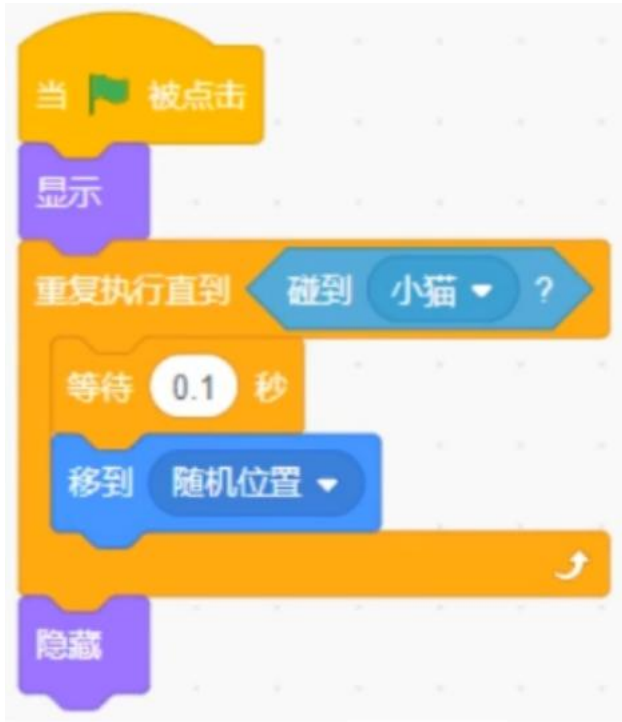 当 被点击
显示
重复执行直到 碰到 小猫 ?
等待 0.1 秒
移到 随机位置
隐藏